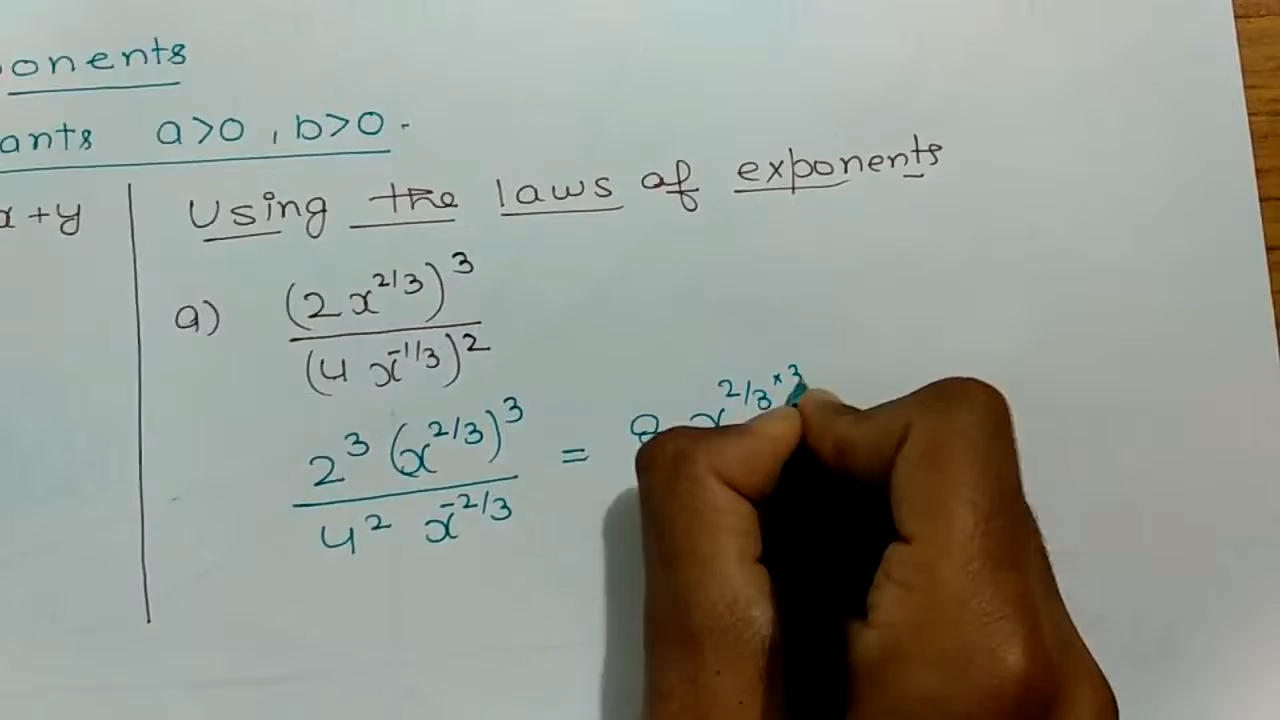 onents
ants a>0, b>0.
x+y
Using the laws of exponents
a) (2x^{2/3})^3 / (4x^{-1/3})^2
2^3 (x^{2/3})^3 / 4^2 x^{-2/3} = 8 x^{2/3×3}